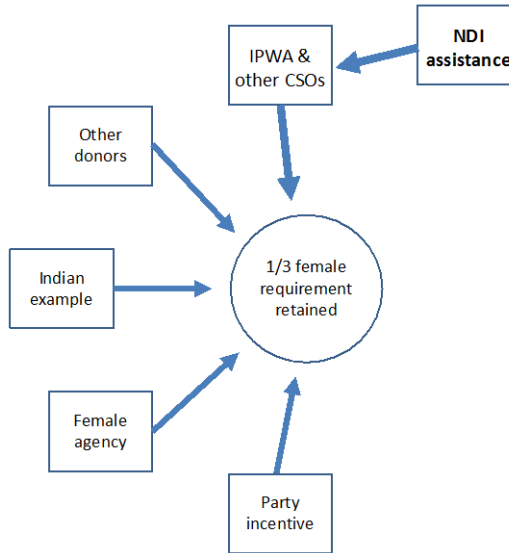 NDI
assistance
IPWA &
other CSOs
Other
donors
1/3 female
requirement
retained
Indian
example
Female
agency
Party
incentive